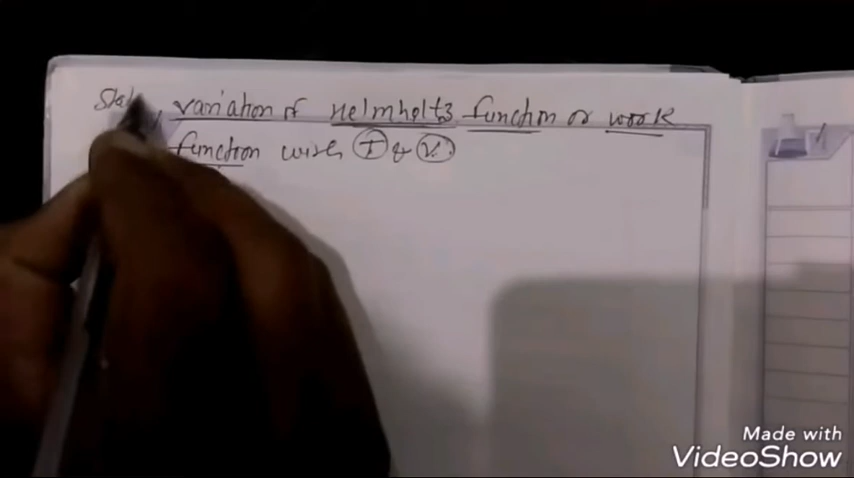 variation of Helmholtz function or work
function with T & V.
Made with
VideoShow